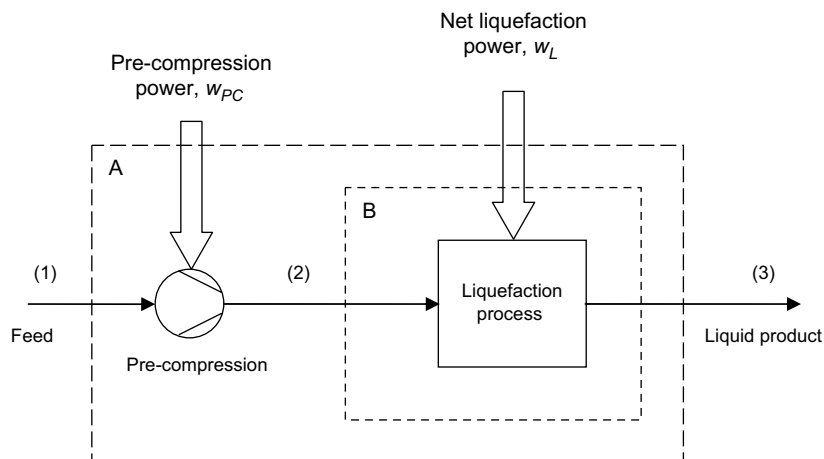 Net liquefaction
power, w_L
Pre-compression
power, w_PC
A
B
(1)
(2)
(3)
Liquefaction
process
Feed
Liquid product
Pre-compression